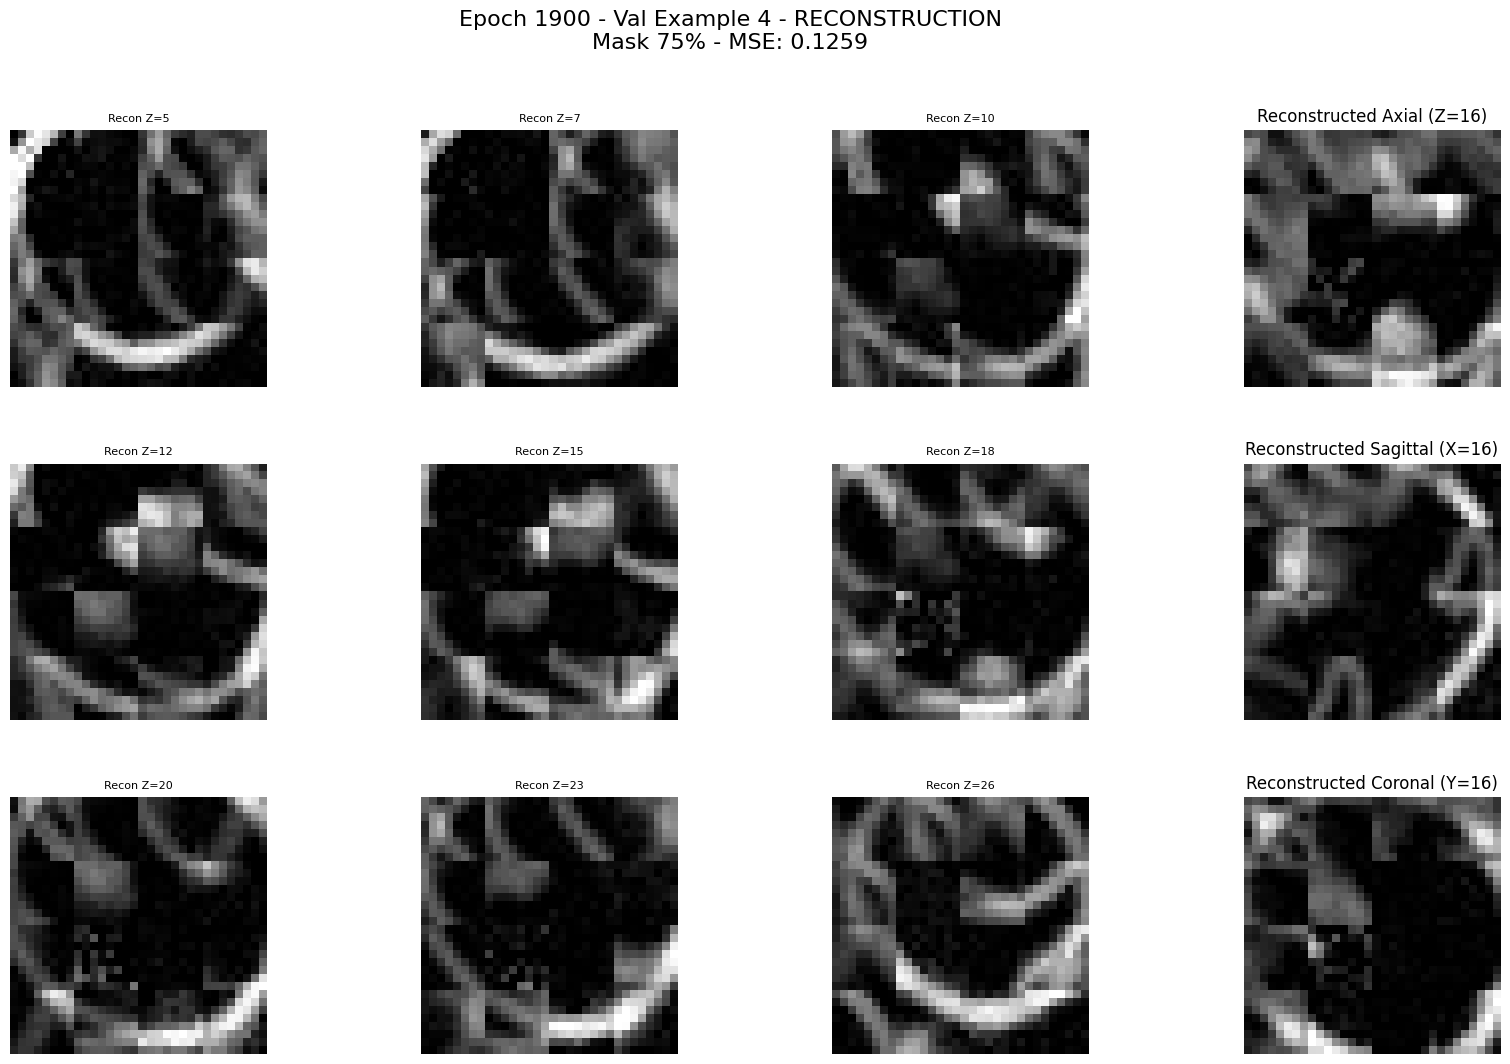 Epoch 1900 - Val Example 4 - RECONSTRUCTION
Mask 75% - MSE: 0.1259
Recon Z=5
Recon Z=7
Recon Z=10
Reconstructed Axial (Z=16)
Recon Z=12
Recon Z=15
Recon Z=18
Reconstructed Sagittal (X=16)
Recon Z=20
Recon Z=23
Recon Z=26
Reconstructed Coronal (Y=16)